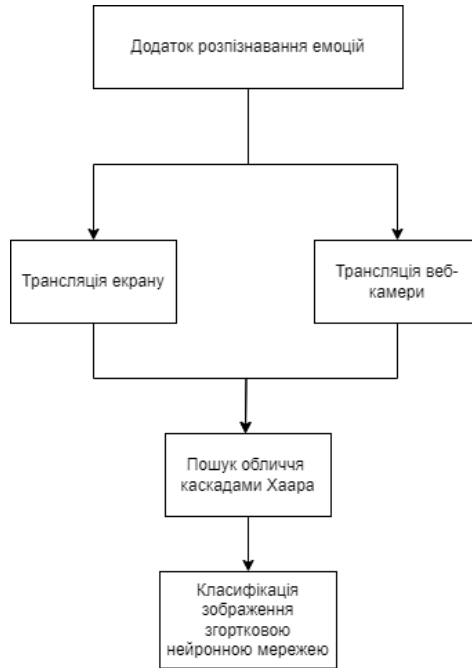 Додаток розпізнавання емоцій
Трансляція екрану
Трансляція веб-
камери
Пошук обличчя
каскадами Хаара
Класифікація
зображення
згортковою
нейронною мережею